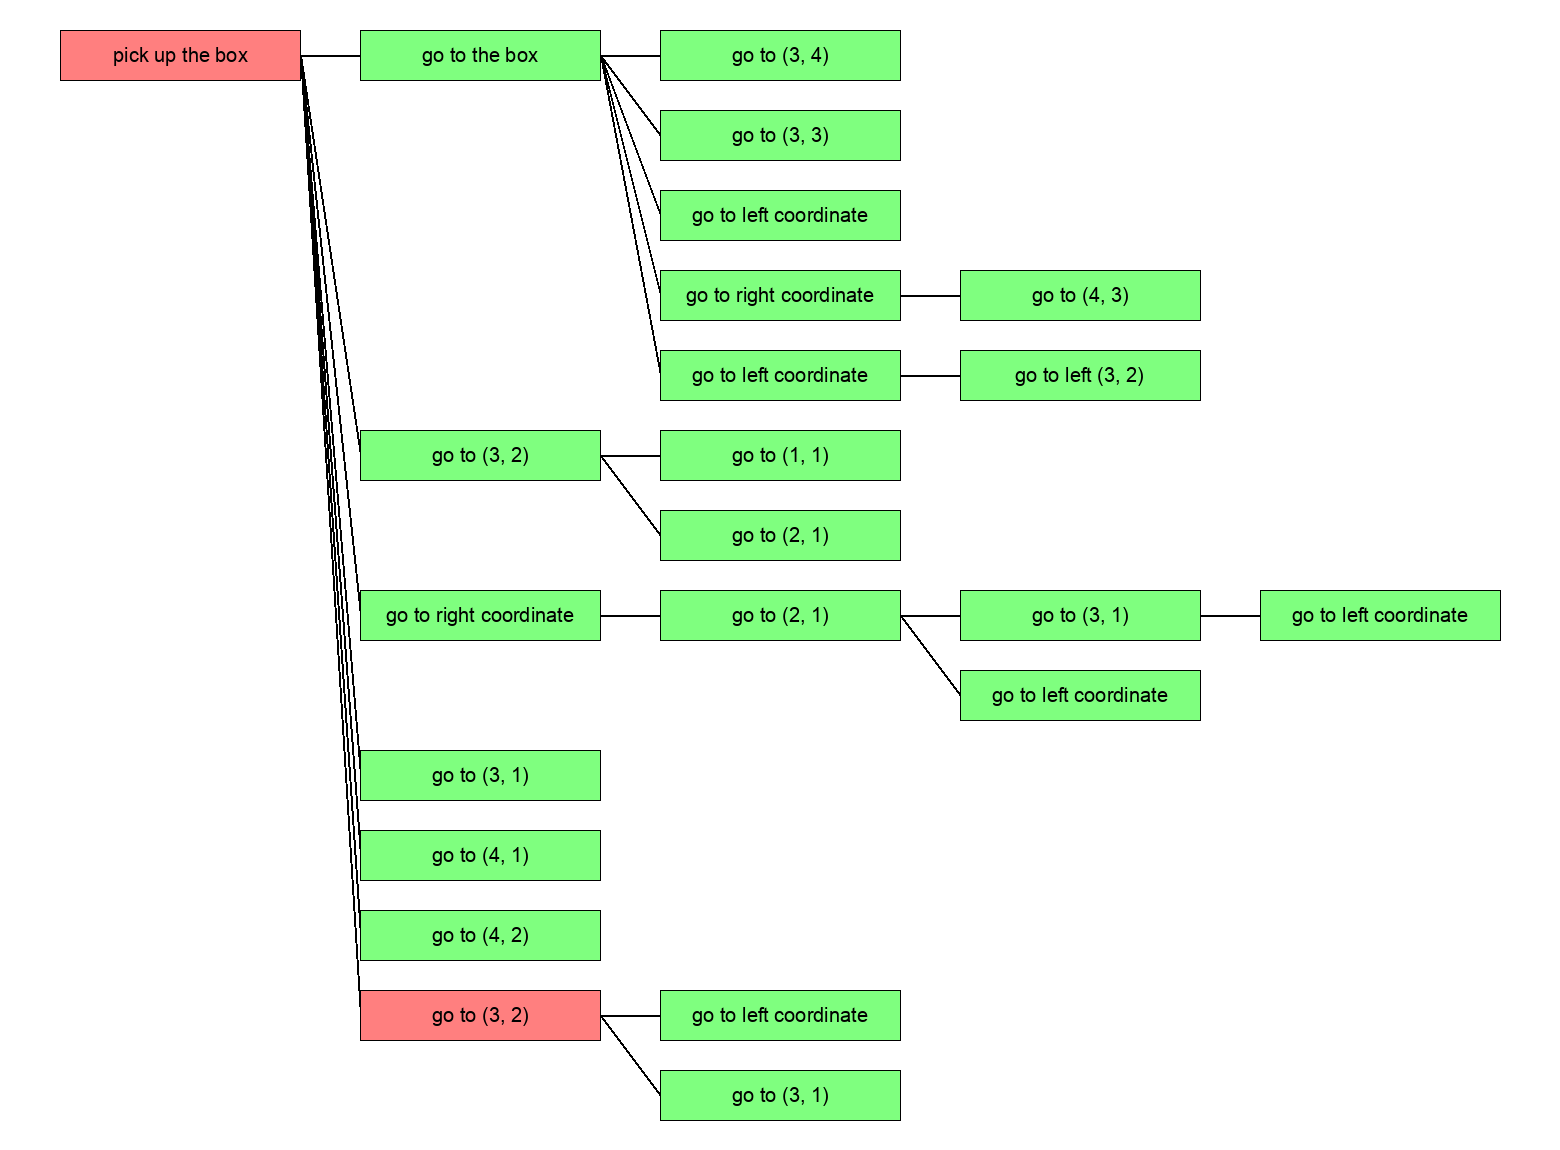 pick up the box
go to the box
go to (3, 4)
go to (3, 3)
go to left coordinate
go to right coordinate
go to (4, 3)
go to left coordinate
go to left (3, 2)
go to (3, 2)
go to (1, 1)
go to (2, 1)
go to right coordinate
go to (2, 1)
go to (3, 1)
go to left coordinate
go to left coordinate
go to (3, 1)
go to (4, 1)
go to (4, 2)
go to (3, 2)
go to left coordinate
go to (3, 1)